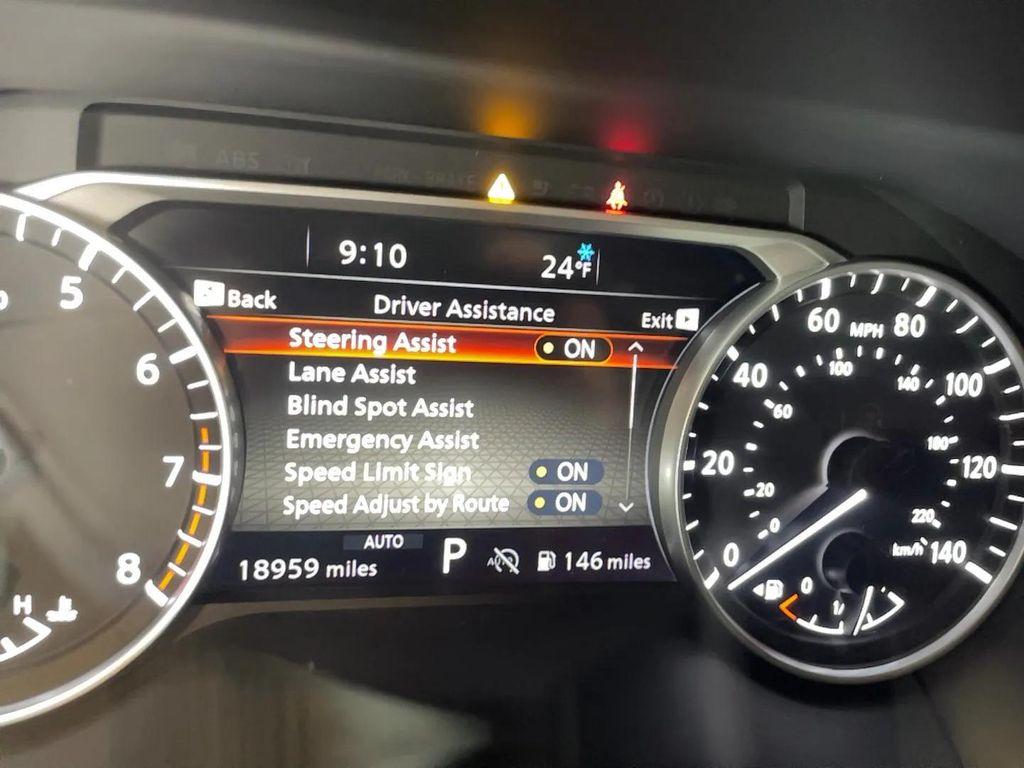 ABS
9:10
24°F
Back
Driver Assistance
Exit
Steering Assist ON
Lane Assist
Blind Spot Assist
Emergency Assist
Speed Limit Sign ON
Speed Adjust by Route ON
AUTO
18959 miles
P
146 miles
5
6
7
8
H
0
20
40
60
MPH
80
100
120
140
0
20
60
100
140
180
220
km/h
0